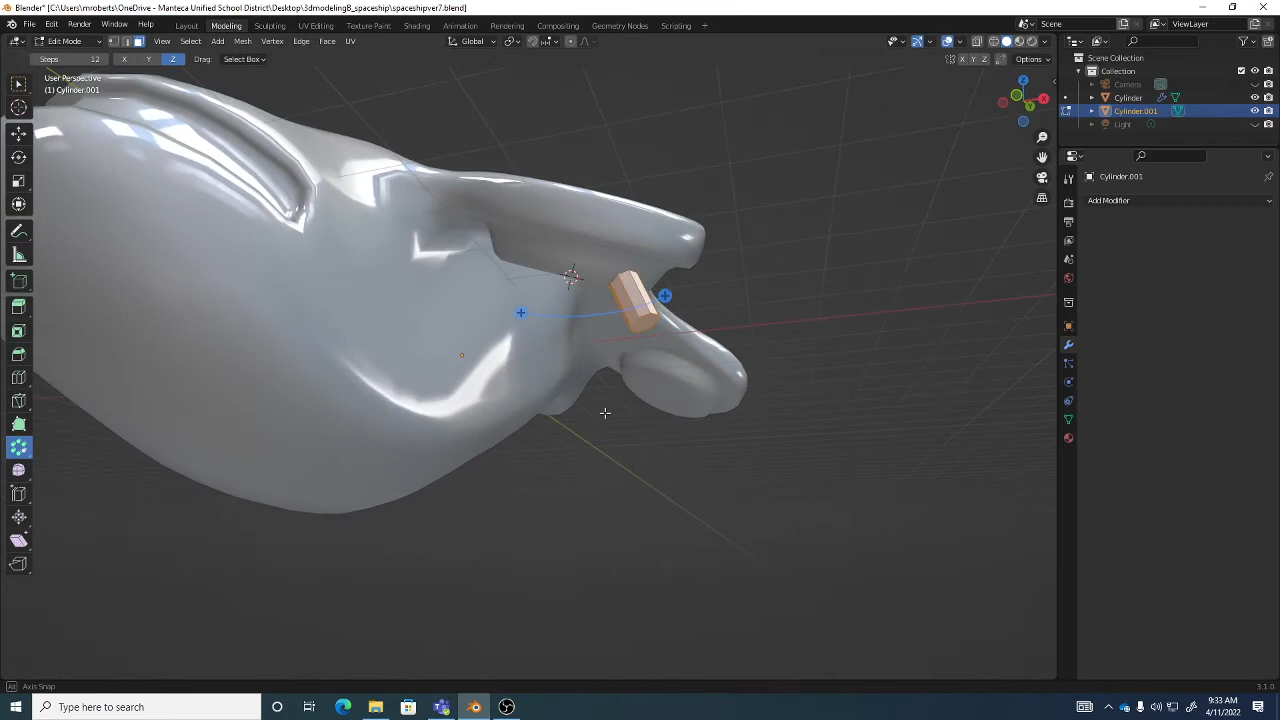 Blender* [C:\Users\mroberts\OneDrive - Manteca Unified School District\Desktop\3dmodeling8_spaceship\spaceshipver7.blend]
File Edit Render Window Help Layout Modeling Sculpting UV Editing Texture Paint Shading Animation Rendering Compositing Geometry Nodes Scripting + Scene ViewLayer
Edit Mode View Select Add Mesh Vertex Edge Face UV Global
Steps 12 X Y Z Drag: Select Box X Y Z Options
User Perspective
(1) Cylinder.001
Scene Collection
Collection
Camera
Cylinder
Cylinder.001
Light
Cylinder.001
Add Modifier
Alt Axis Snap 3.1.0
Type here to search
9:33 AM
4/11/2022